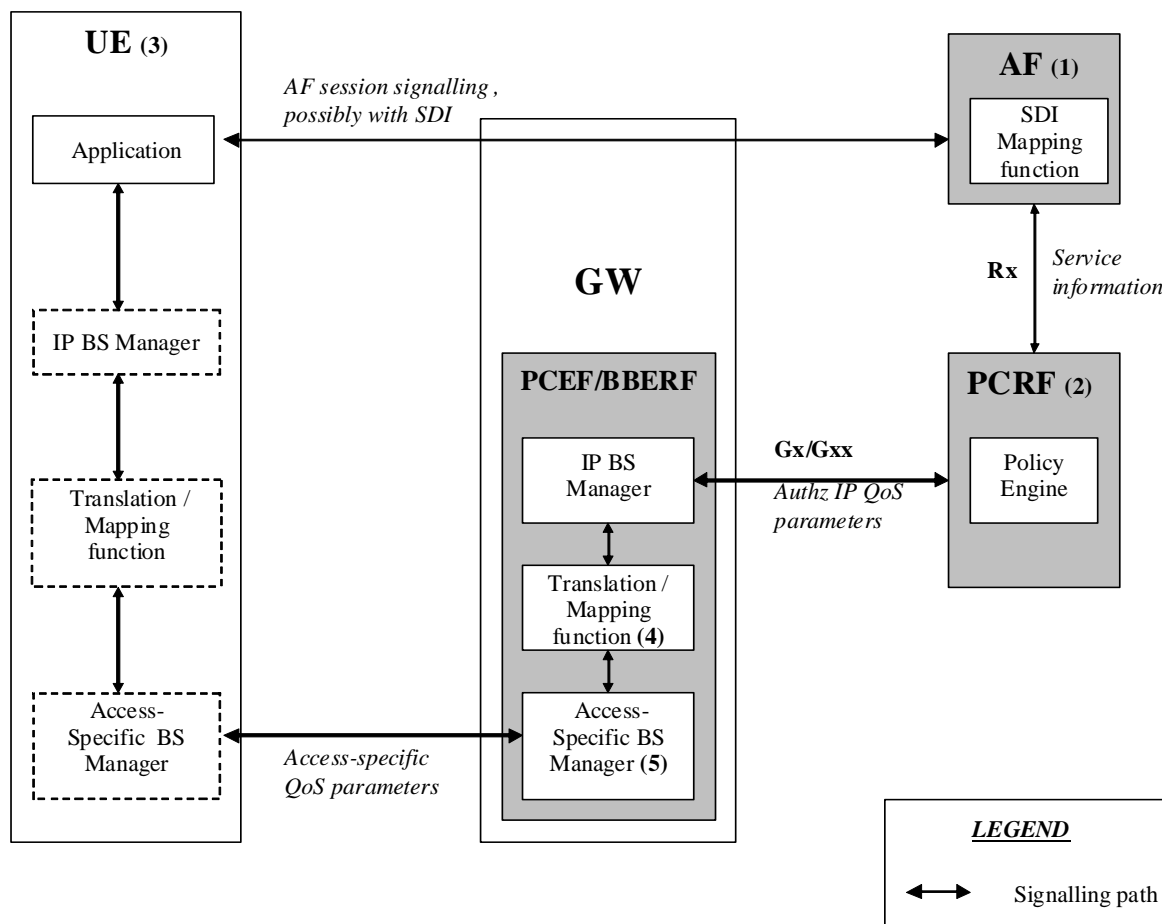 UE (3)
Application
IP BS Manager
Translation /
Mapping
function
Access-
Specific BS
Manager
AF session signalling ,
possibly with SDI
Access-specific
QoS parameters
GW
PCEF/BBERF
IP BS
Manager
Translation /
Mapping
function (4)
Access-
Specific BS
Manager (5)
AF (1)
SDI
Mapping
function
Rx
Service
information
PCRF (2)
Policy
Engine
Gx/Gxx
Authz IP QoS
parameters
LEGEND
Signalling path